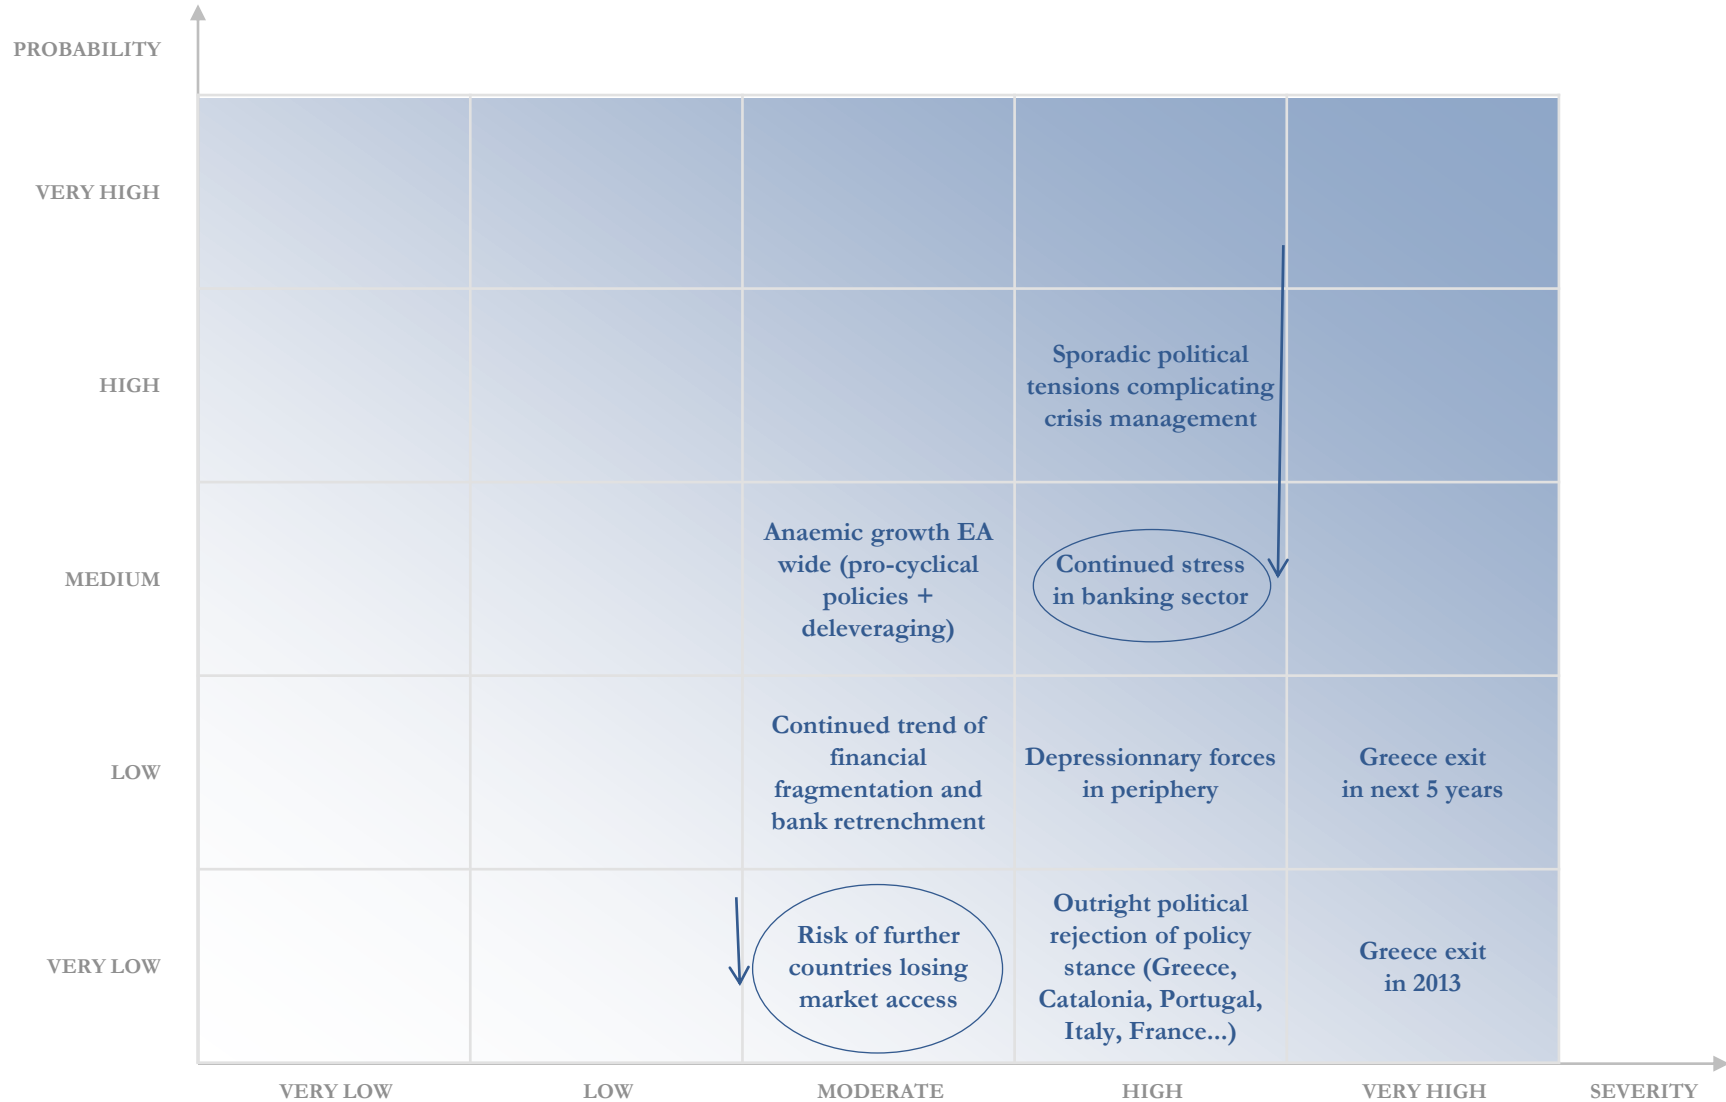 PROBABILITY
VERY HIGH
HIGH
Sporadic political
tensions complicating
crisis management
MEDIUM
Anaemic growth EA
wide (pro-cyclical
policies +
deleveraging)
Continued stress
in banking sector
LOW
Continued trend of
financial
fragmentation and
bank retrenchment
Depressionnary forces
in periphery
Greece exit
in next 5 years
VERY LOW
Risk of further
countries losing
market access
Outright political
rejection of policy
stance (Greece,
Catalonia, Portugal,
Italy, France...)
Greece exit
in 2013
VERY LOW
LOW
MODERATE
HIGH
VERY HIGH
SEVERITY